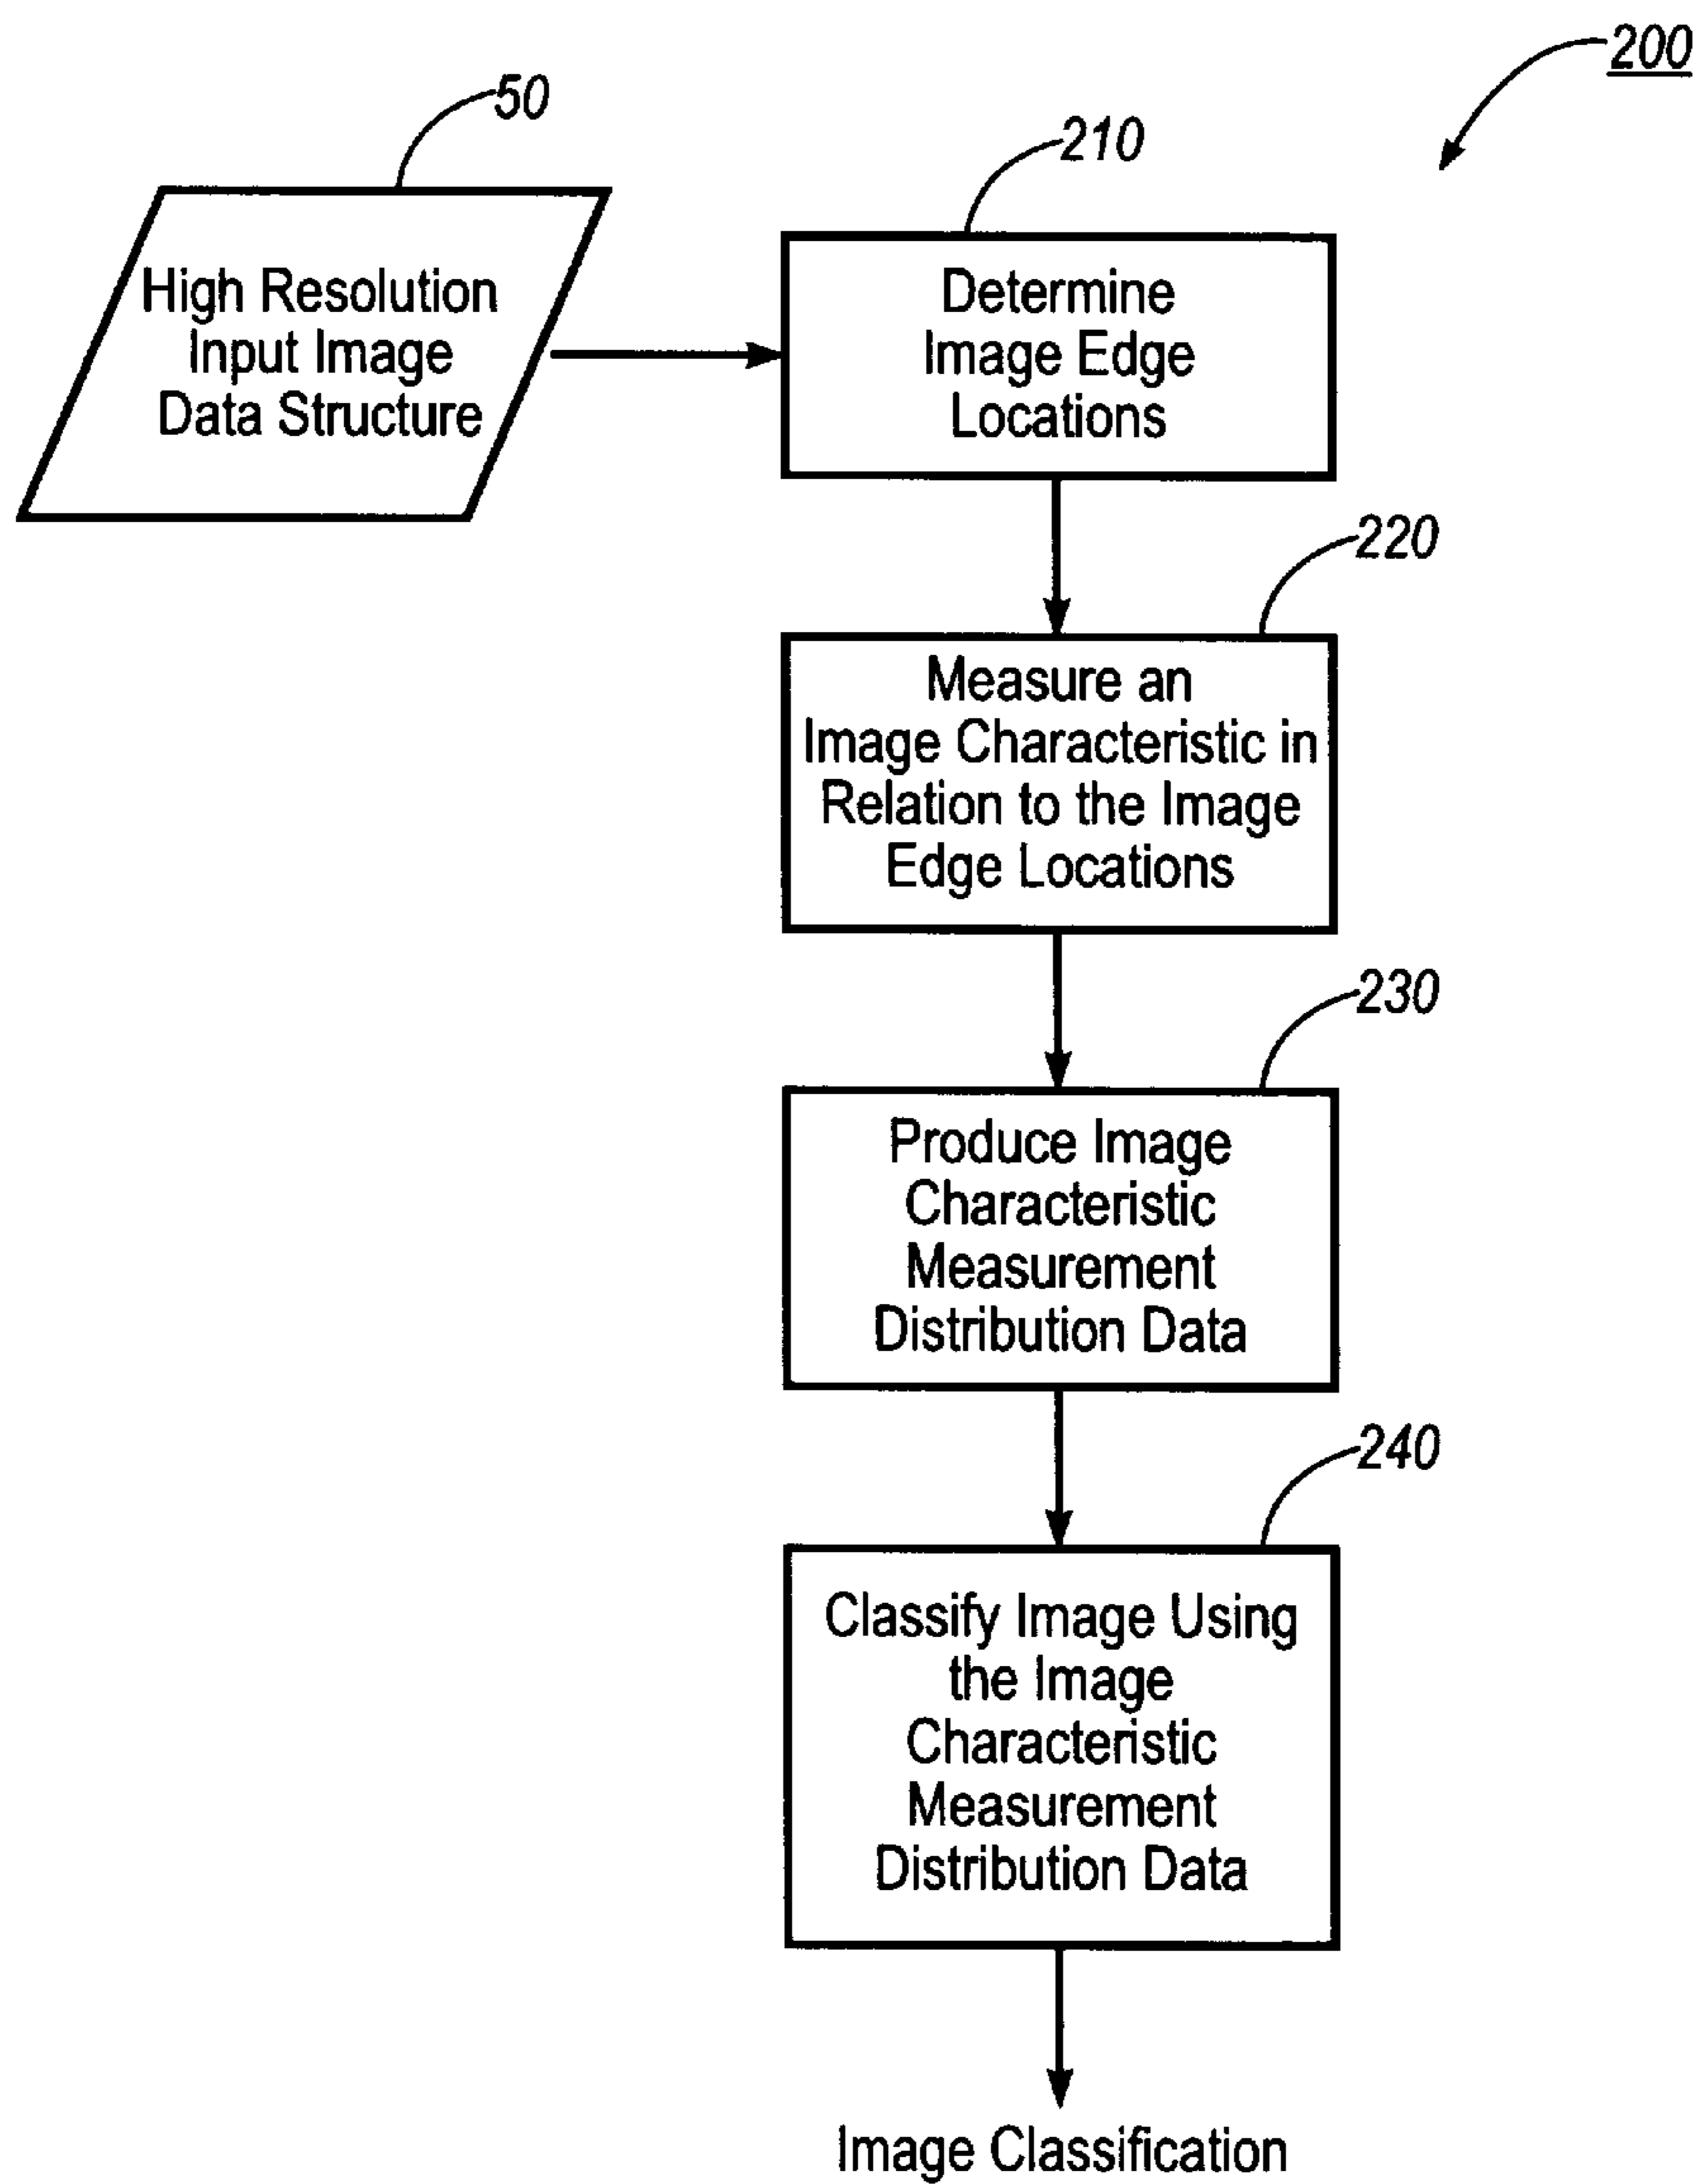 200
50
210
High Resolution
Input Image
Data Structure
Determine
Image Edge
Locations
220
Measure an
Image Characteristic in
Relation to the Image
Edge Locations
230
Produce Image
Characteristic
Measurement
Distribution Data
240
Classify Image Using
the Image
Characteristic
Measurement
Distribution Data
Image Classification